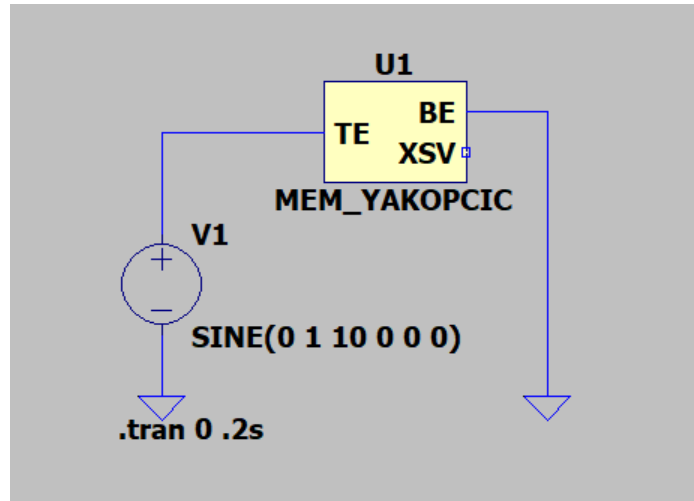 U1
BE
TE
XSV
MEM_YAKOPCIC
V1
SINE(0 1 10 0 0 0)
.tran 0 .2s